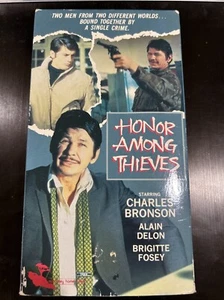 TWO MEN FROM TWO DIFFERENT WORLDS...
BOUND TOGETHER BY
A SINGLE CRIME.
HONOR
AMONG
THIEVES
STARRING
CHARLES
BRONSON
ALAIN
DELON
BRIGITTE
FOSEY